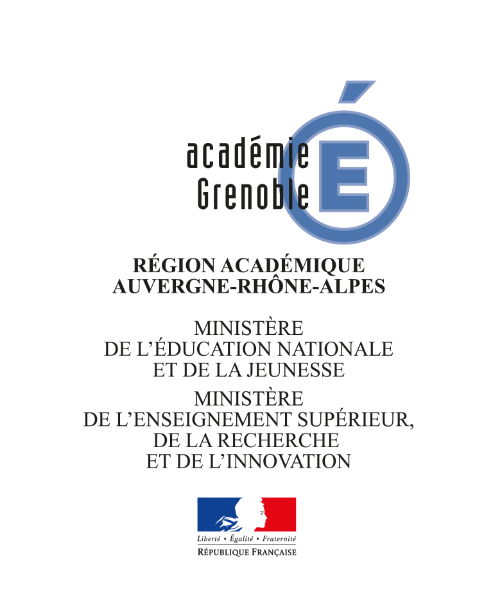 académie
Grenoble
É
RÉGION ACADÉMIQUE
AUVERGNE-RHÔNE-ALPES
MINISTÈRE
DE L’ÉDUCATION NATIONALE
ET DE LA JEUNESSE
MINISTÈRE
DE L’ENSEIGNEMENT SUPÉRIEUR,
DE LA RECHERCHE
ET DE L’INNOVATION
Liberté • Égalité • Fraternité
RÉPUBLIQUE FRANÇAISE